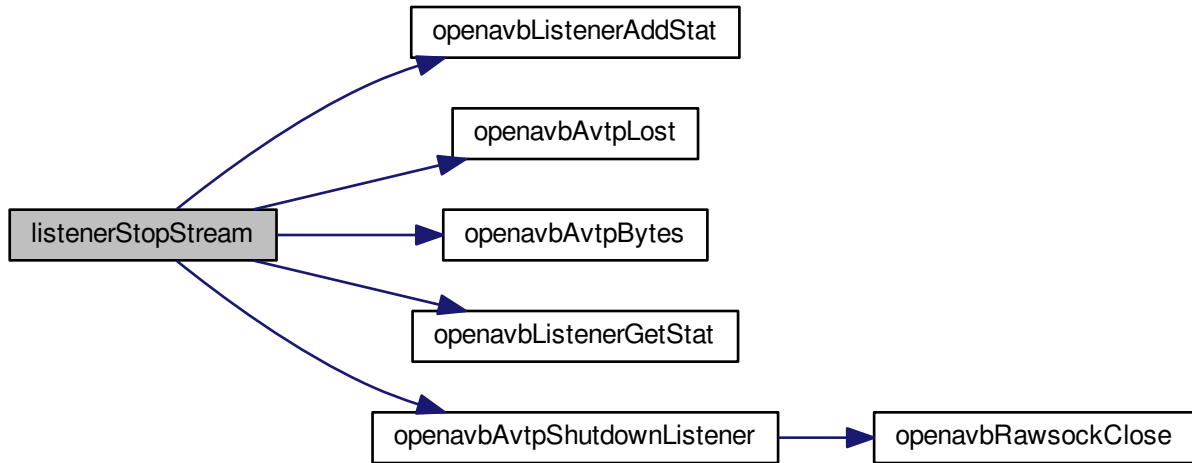 openavbListenerAddStat
openavbAvtpLost
listenerStopStream
openavbAvtpBytes
openavbListenerGetStat
openavbAvtpShutdownListener
openavbRawsockClose